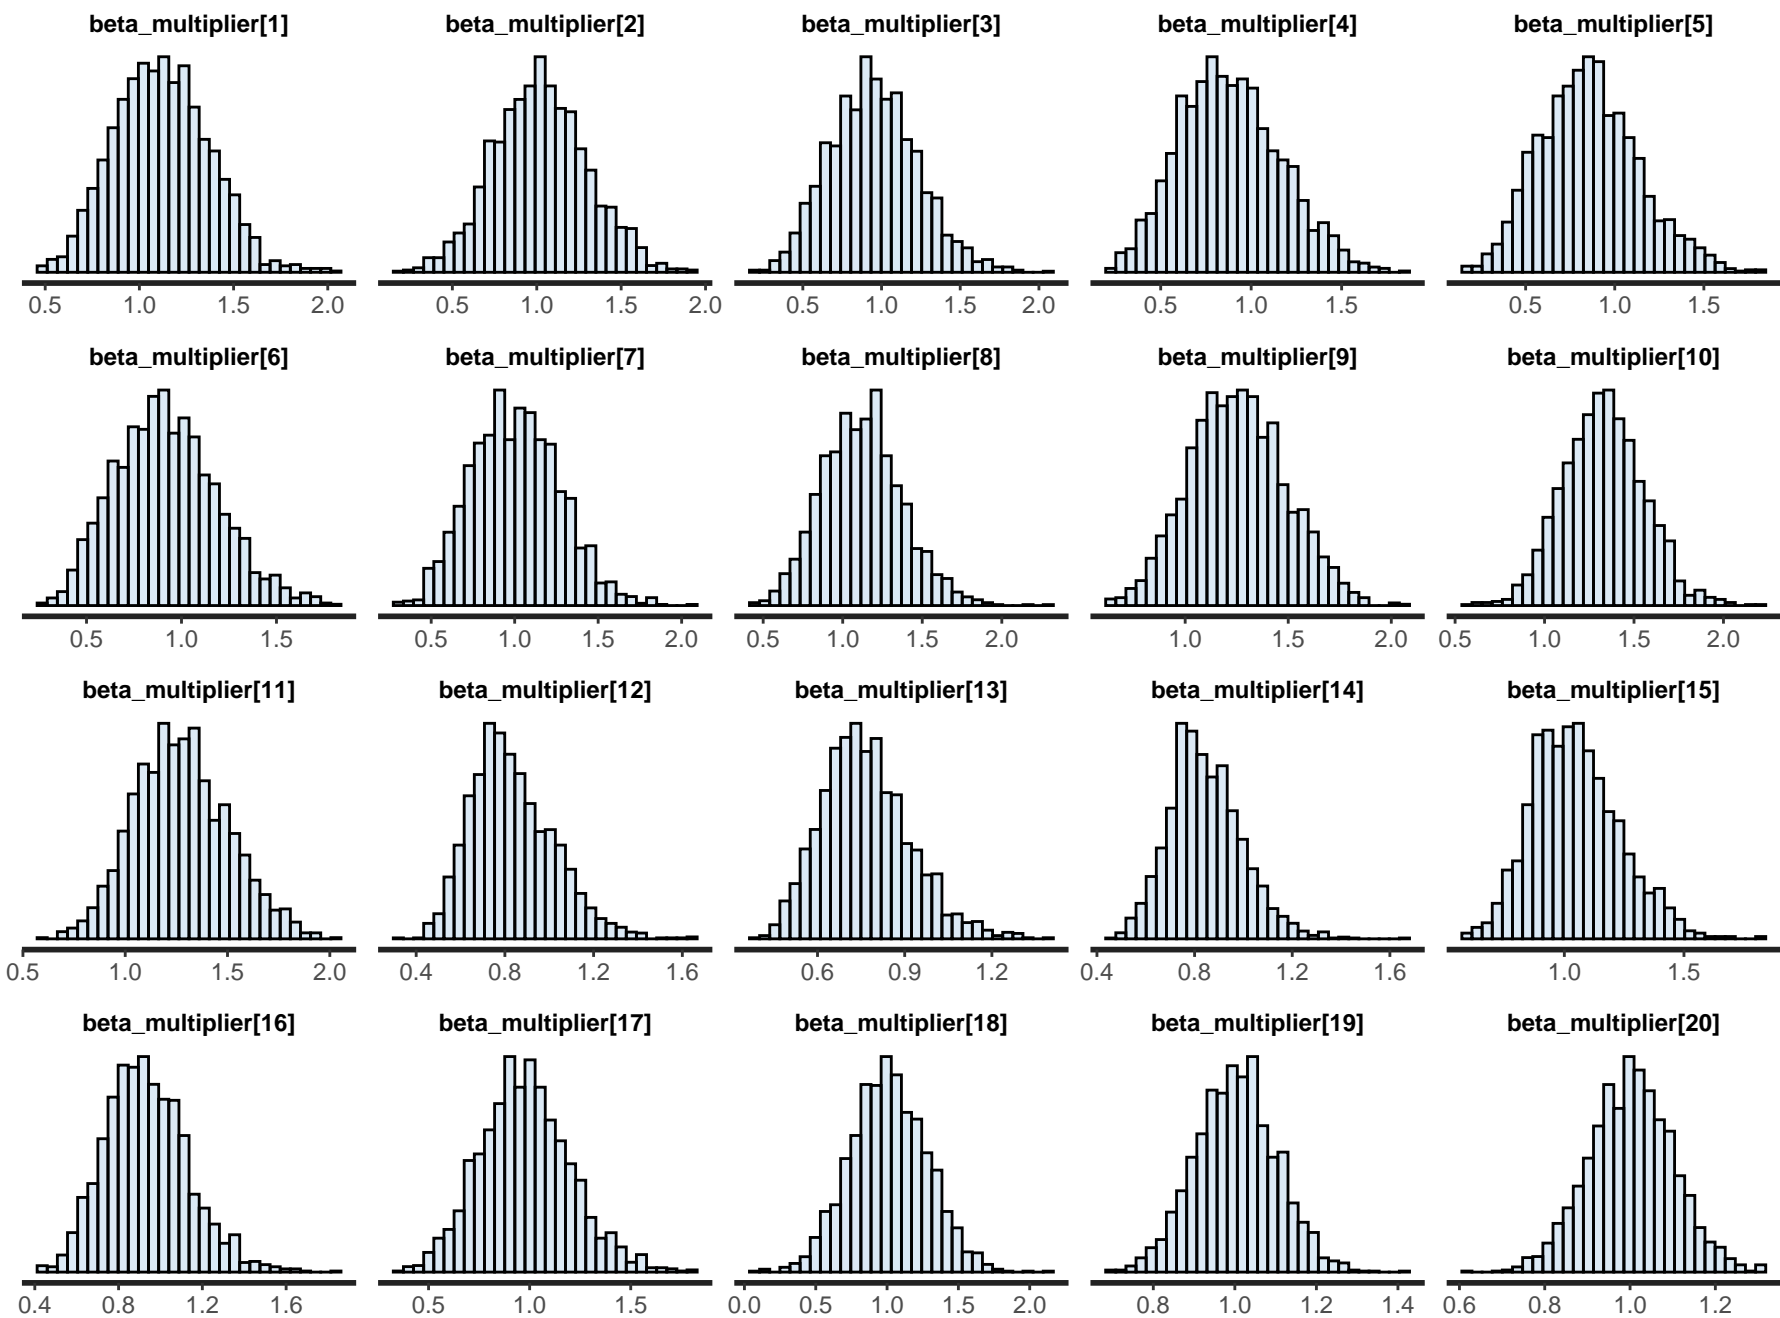 beta_multiplier[1] beta_multiplier[2] beta_multiplier[3] beta_multiplier[4] beta_multiplier[5]
0.5 1.0 1.5 2.0 0.5 1.0 1.5 2.0 0.5 1.0 1.5 2.0 0.5 1.0 1.5 0.5 1.0 1.5
beta_multiplier[6] beta_multiplier[7] beta_multiplier[8] beta_multiplier[9] beta_multiplier[10]
0.5 1.0 1.5 0.5 1.0 1.5 2.0 0.5 1.0 1.5 2.0 1.0 1.5 2.0 0.5 1.0 1.5 2.0
beta_multiplier[11] beta_multiplier[12] beta_multiplier[13] beta_multiplier[14] beta_multiplier[15]
0.5 1.0 1.5 2.0 0.4 0.8 1.2 1.6 0.6 0.9 1.2 0.4 0.8 1.2 1.6 1.0 1.5
beta_multiplier[16] beta_multiplier[17] beta_multiplier[18] beta_multiplier[19] beta_multiplier[20]
0.4 0.8 1.2 1.6 0.5 1.0 1.5 0.0 0.5 1.0 1.5 2.0 0.8 1.0 1.2 1.4 0.6 0.8 1.0 1.2